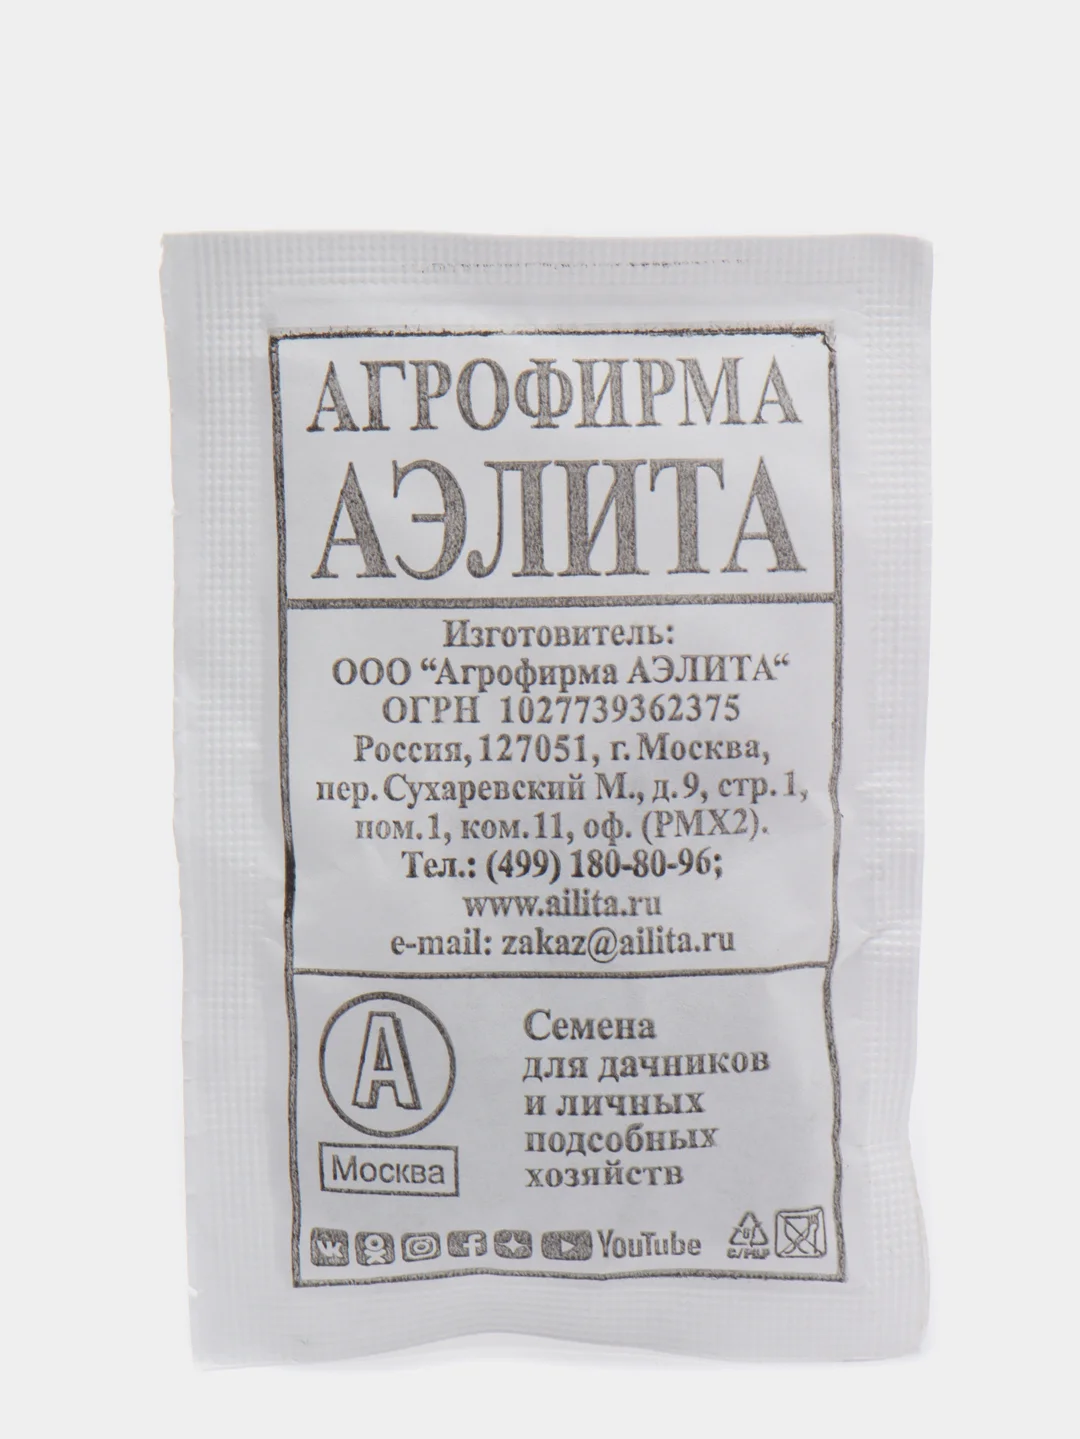 АГРОФИРМА
АЭЛИТА
Изготовитель:
ООО “Агрофирма АЭЛИТА“
ОГРН 1027739362375
Россия, 127051, г. Москва,
пер. Сухаревский М., д. 9, стр. 1,
пом. 1, ком. 11, оф. (РМХ2).
Тел.: (499) 180-80-96;
www.ailita.ru
e-mail: zakaz@ailita.ru
А
Москва
Семена
для дачников
и личных
подсобных
хозяйств
YouTube